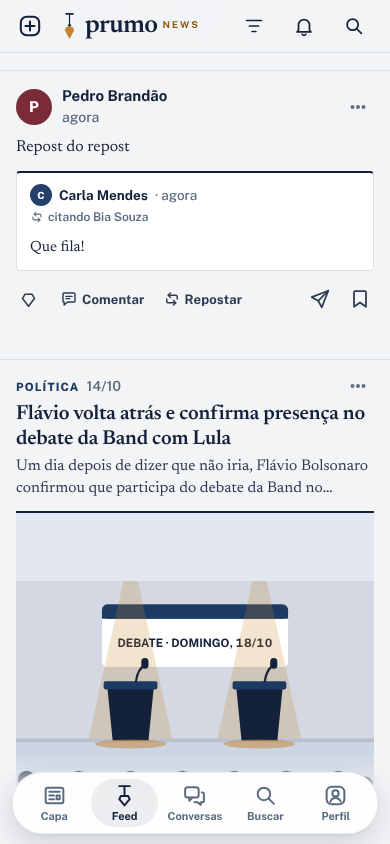 prumo NEWS
P
Pedro Brandão
agora
Repost do repost
C
Carla Mendes · agora
citando Bia Souza
Que fila!
Comentar
Repostar
POLÍTICA 14/10
Flávio volta atrás e confirma presença no
debate da Band com Lula
Um dia depois de dizer que não iria, Flávio Bolsonaro
confirmou que participa do debate da Band no…
DEBATE · DOMINGO, 18/10
Capa
Feed
Conversas
Buscar
Perfil